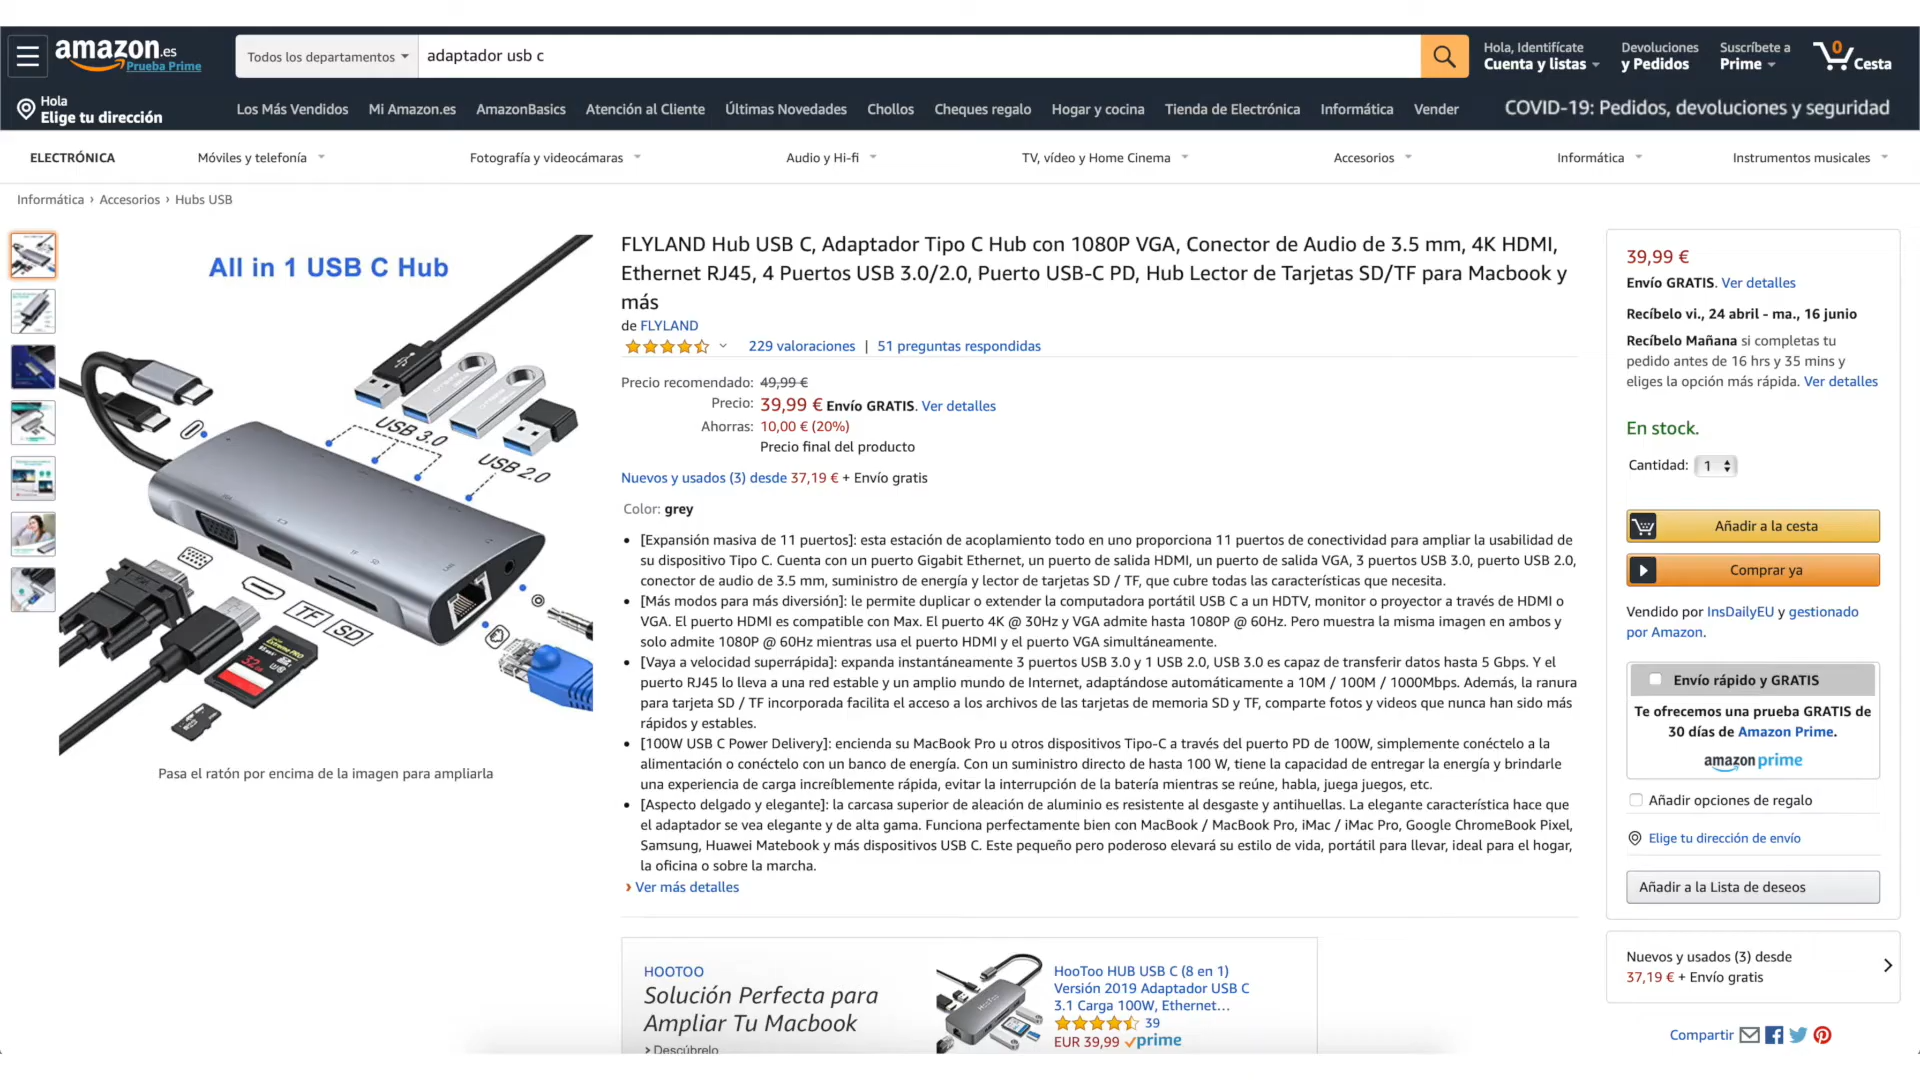 amazon.es
Prueba Prime
Todos los departamentos
adaptador usb c
Hola, Identifícate
Cuenta y listas
Devoluciones
y Pedidos
Suscríbete a
Prime
0
Cesta
Hola
Elige tu dirección
Los Más Vendidos
Mi Amazon.es
AmazonBasics
Atención al Cliente
Últimas Novedades
Chollos
Cheques regalo
Hogar y cocina
Tienda de Electrónica
Informática
Vender
COVID-19: Pedidos, devoluciones y seguridad
ELECTRÓNICA
Móviles y telefonía
Fotografía y videocámaras
Audio y Hi-fi
TV, vídeo y Home Cinema
Accesorios
Informática
Instrumentos musicales
Informática › Accesorios › Hubs USB
All in 1 USB C Hub
USB 3.0
USB 2.0
TF
SD
Extreme PRO
32
Pasa el ratón por encima de la imagen para ampliarla
FLYLAND Hub USB C, Adaptador Tipo C Hub con 1080P VGA, Conector de Audio de 3.5 mm, 4K HDMI,
Ethernet RJ45, 4 Puertos USB 3.0/2.0, Puerto USB-C PD, Hub Lector de Tarjetas SD/TF para Macbook y
más
de FLYLAND
229 valoraciones | 51 preguntas respondidas
Precio recomendado: 49,99 €
Precio: 39,99 € Envío GRATIS. Ver detalles
Ahorras: 10,00 € (20%)
Precio final del producto
Nuevos y usados (3) desde 37,19 € + Envío gratis
Color: grey
• [Expansión masiva de 11 puertos]: esta estación de acoplamiento todo en uno proporciona 11 puertos de conectividad para ampliar la usabilidad de
su dispositivo Tipo C. Cuenta con un puerto Gigabit Ethernet, un puerto de salida HDMI, un puerto de salida VGA, 3 puertos USB 3.0, puerto USB 2.0,
conector de audio de 3.5 mm, suministro de energía y lector de tarjetas SD / TF, que cubre todas las características que necesita.
• [Más modos para más diversión]: le permite duplicar o extender la computadora portátil USB C a un HDTV, monitor o proyector a través de HDMI o
VGA. El puerto HDMI es compatible con Max. El puerto 4K @ 30Hz y VGA admite hasta 1080P @ 60Hz. Pero muestra la misma imagen en ambos y
solo admite 1080P @ 60Hz mientras usa el puerto HDMI y el puerto VGA simultáneamente.
• [Vaya a velocidad superrápida]: expanda instantáneamente 3 puertos USB 3.0 y 1 USB 2.0, USB 3.0 es capaz de transferir datos hasta 5 Gbps. Y el
puerto RJ45 lo lleva a una red estable y un amplio mundo de Internet, adaptándose automáticamente a 10M / 100M / 1000Mbps. Además, la ranura
para tarjeta SD / TF incorporada facilita el acceso a los archivos de las tarjetas de memoria SD y TF, comparte fotos y videos que nunca han sido más
rápidos y estables.
• [100W USB C Power Delivery]: encienda su MacBook Pro u otros dispositivos Tipo-C a través del puerto PD de 100W, simplemente conéctelo a la
alimentación o conéctelo con un banco de energía. Con un suministro directo de hasta 100 W, tiene la capacidad de entregar la energía y brindarle
una experiencia de carga increíblemente rápida, evitar la interrupción de la batería mientras se reúne, habla, juega juegos, etc.
• [Aspecto delgado y elegante]: la carcasa superior de aleación de aluminio es resistente al desgaste y antihuellas. La elegante característica hace que
el adaptador se vea elegante y de alta gama. Funciona perfectamente bien con MacBook / MacBook Pro, iMac / iMac Pro, Google ChromeBook Pixel,
Samsung, Huawei Matebook y más dispositivos USB C. Este pequeño pero poderoso elevará su estilo de vida, portátil para llevar, ideal para el hogar,
la oficina o sobre la marcha.
› Ver más detalles
HOOTOO
Solución Perfecta para
Ampliar Tu Macbook
› Descúbrelo
HooToo
HooToo HUB USB C (8 en 1)
Versión 2019 Adaptador USB C
3.1 Carga 100W, Ethernet...
39
EUR 39,99 prime
39,99 €
Envío GRATIS. Ver detalles
Recíbelo vi., 24 abril - ma., 16 junio
Recíbelo Mañana si completas tu
pedido antes de 16 hrs y 35 mins y
eliges la opción más rápida. Ver detalles
En stock.
Cantidad: 1
Añadir a la cesta
Comprar ya
Vendido por InsDailyEU y gestionado
por Amazon.
Envío rápido y GRATIS
Te ofrecemos una prueba GRATIS de
30 días de Amazon Prime.
amazon prime
Añadir opciones de regalo
Elige tu dirección de envío
Añadir a la Lista de deseos
Nuevos y usados (3) desde
37,19 € + Envío gratis
Compartir